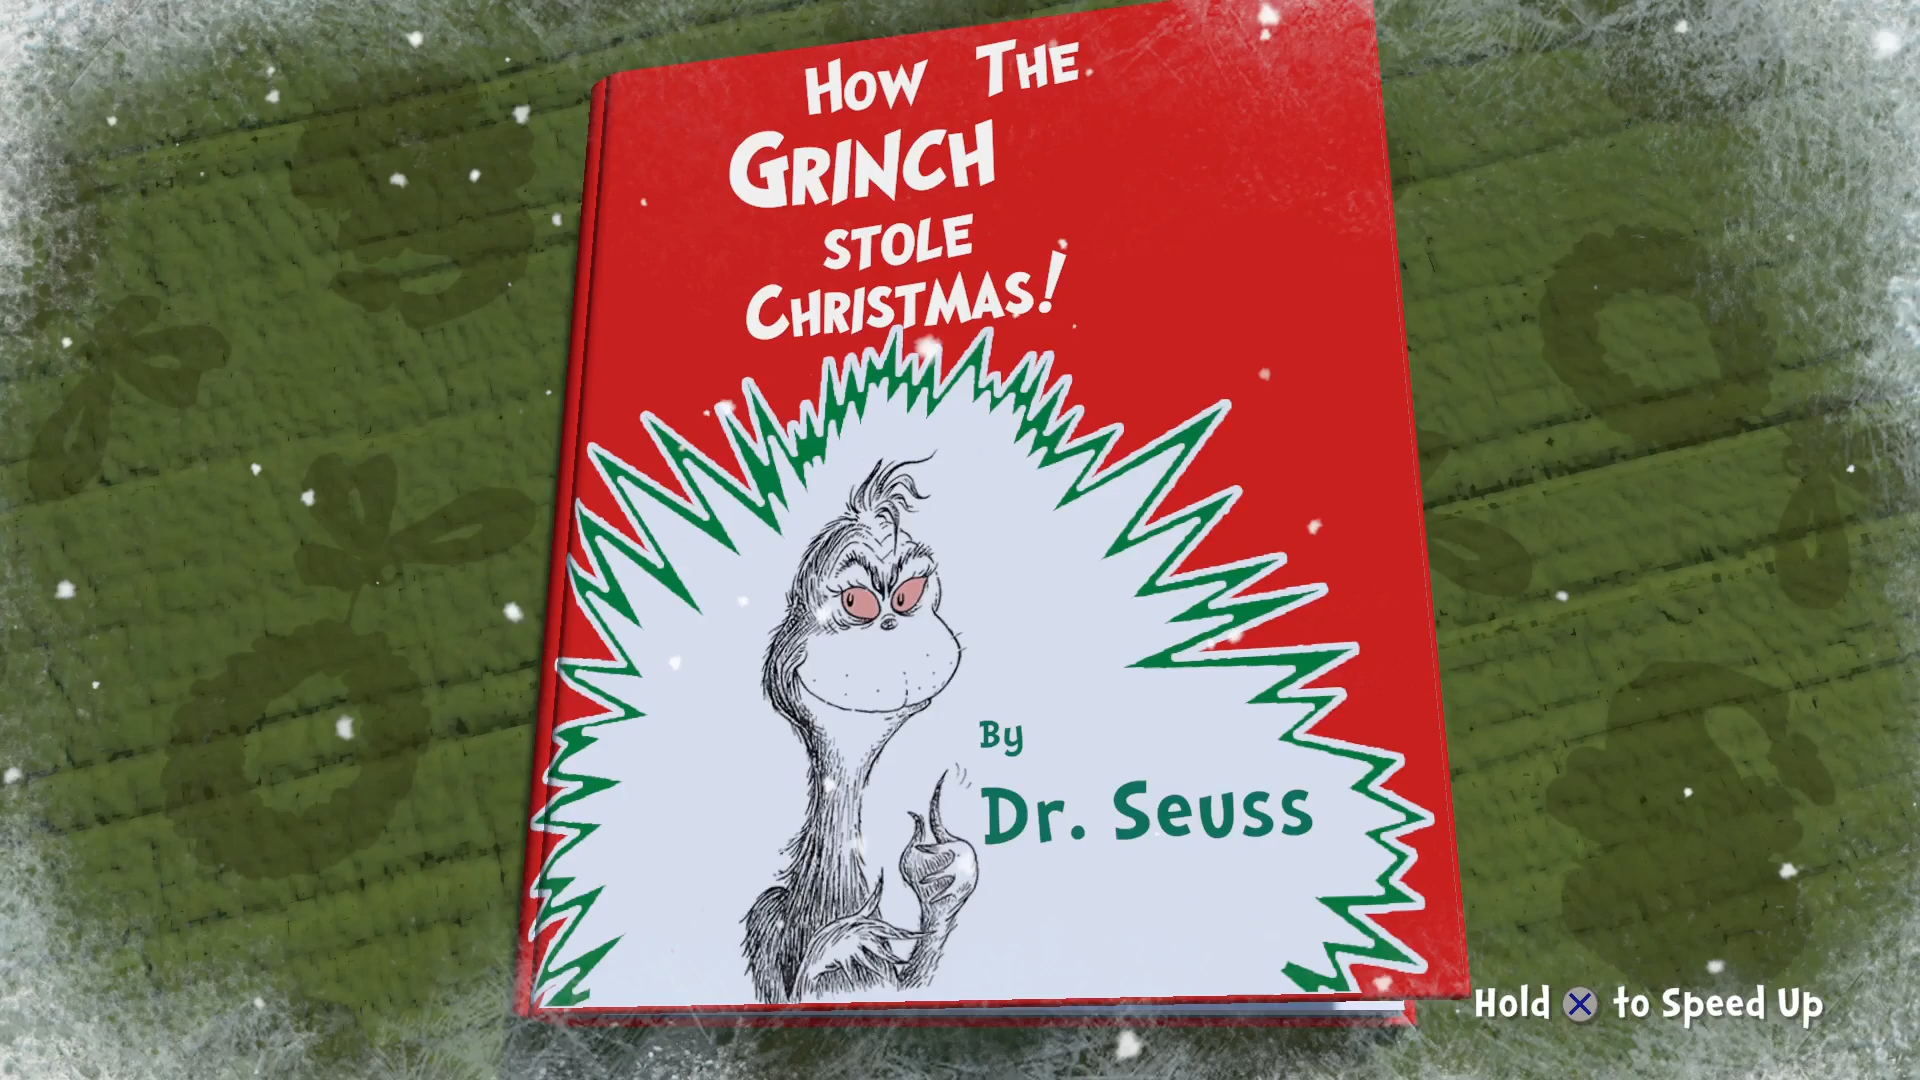 How The
Grinch
stole
Christmas!
By
Dr. Seuss
Hold ⓧ to Speed Up